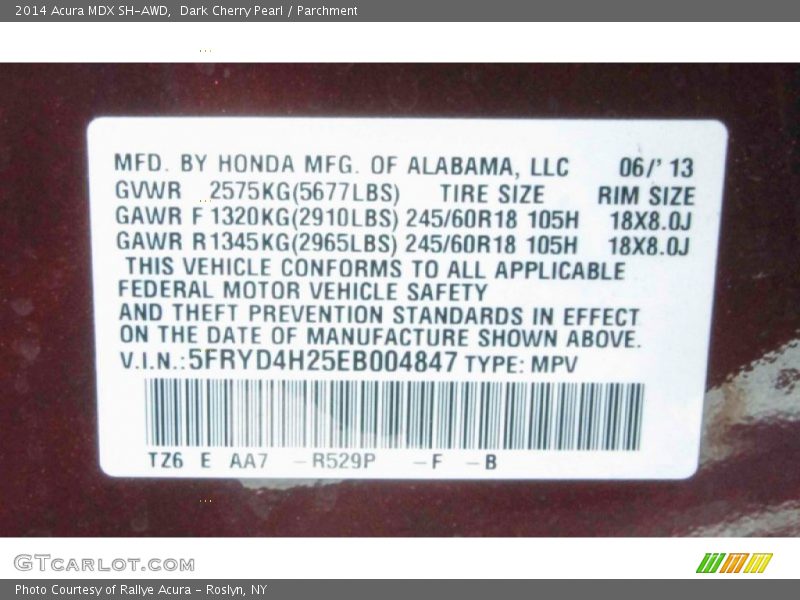 2014 Acura MDX SH-AWD,  Dark Cherry Pearl / Parchment
MFD. BY HONDA MFG. OF ALABAMA, LLC 06/' 13
GVWR 2575KG(5677LBS) TIRE SIZE RIM SIZE
GAWR F 1320KG(2910LBS) 245/60R18 105H 18X8.0J
GAWR R 1345KG(2965LBS) 245/60R18 105H 18X8.0J
THIS VEHICLE CONFORMS TO ALL APPLICABLE
FEDERAL MOTOR VEHICLE SAFETY
AND THEFT PREVENTION STANDARDS IN EFFECT
ON THE DATE OF MANUFACTURE SHOWN ABOVE.
V.I.N.: 5FRYD4H25EB004847 TYPE: MPV
TZ6 E AA7 -R529P -F -B
GTCARLOT.COM
Photo Courtesy of Rallye Acura - Roslyn, NY